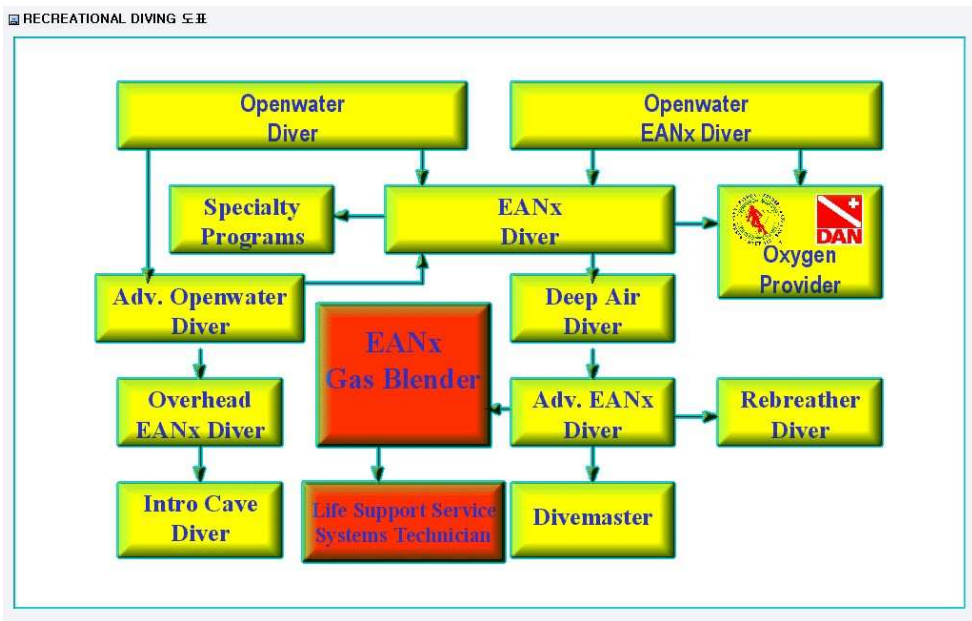 RECREATIONAL DIVING 도표
Openwater
Diver
Openwater
EANx Diver
Specialty
Programs
EANx
Diver
DAN
Oxygen
Provider
Adv. Openwater
Diver
EANx
Gas Blender
Deep Air
Diver
Overhead
EANx Diver
Adv. EANx
Diver
Rebreather
Diver
Intro Cave
Diver
Life Support Service
Systems Technician
Divemaster